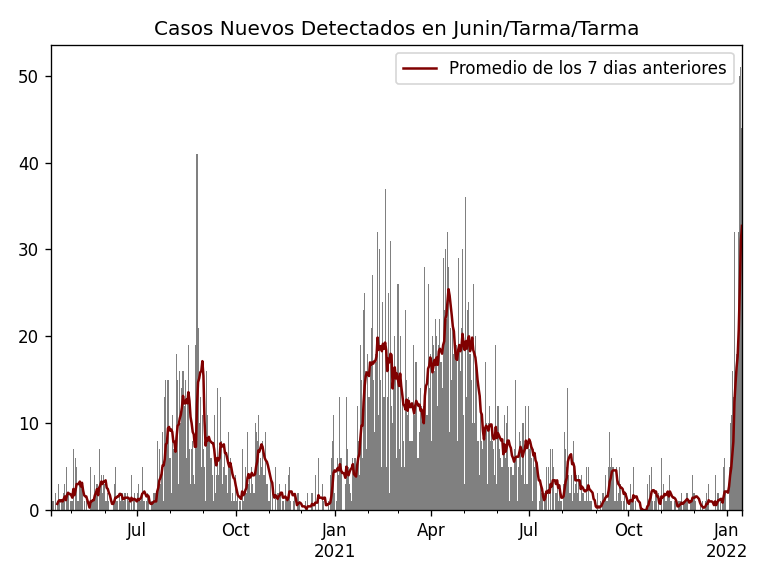 Casos Nuevos Detectados en Junin/Tarma/Tarma
Promedio de los 7 dias anteriores
50
40
30
20
10
0
Jul
Oct
Jan
2021
Apr
Jul
Oct
Jan
2022